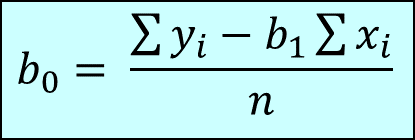 b₀ = (∑ yᵢ − b₁ ∑ xᵢ) / n